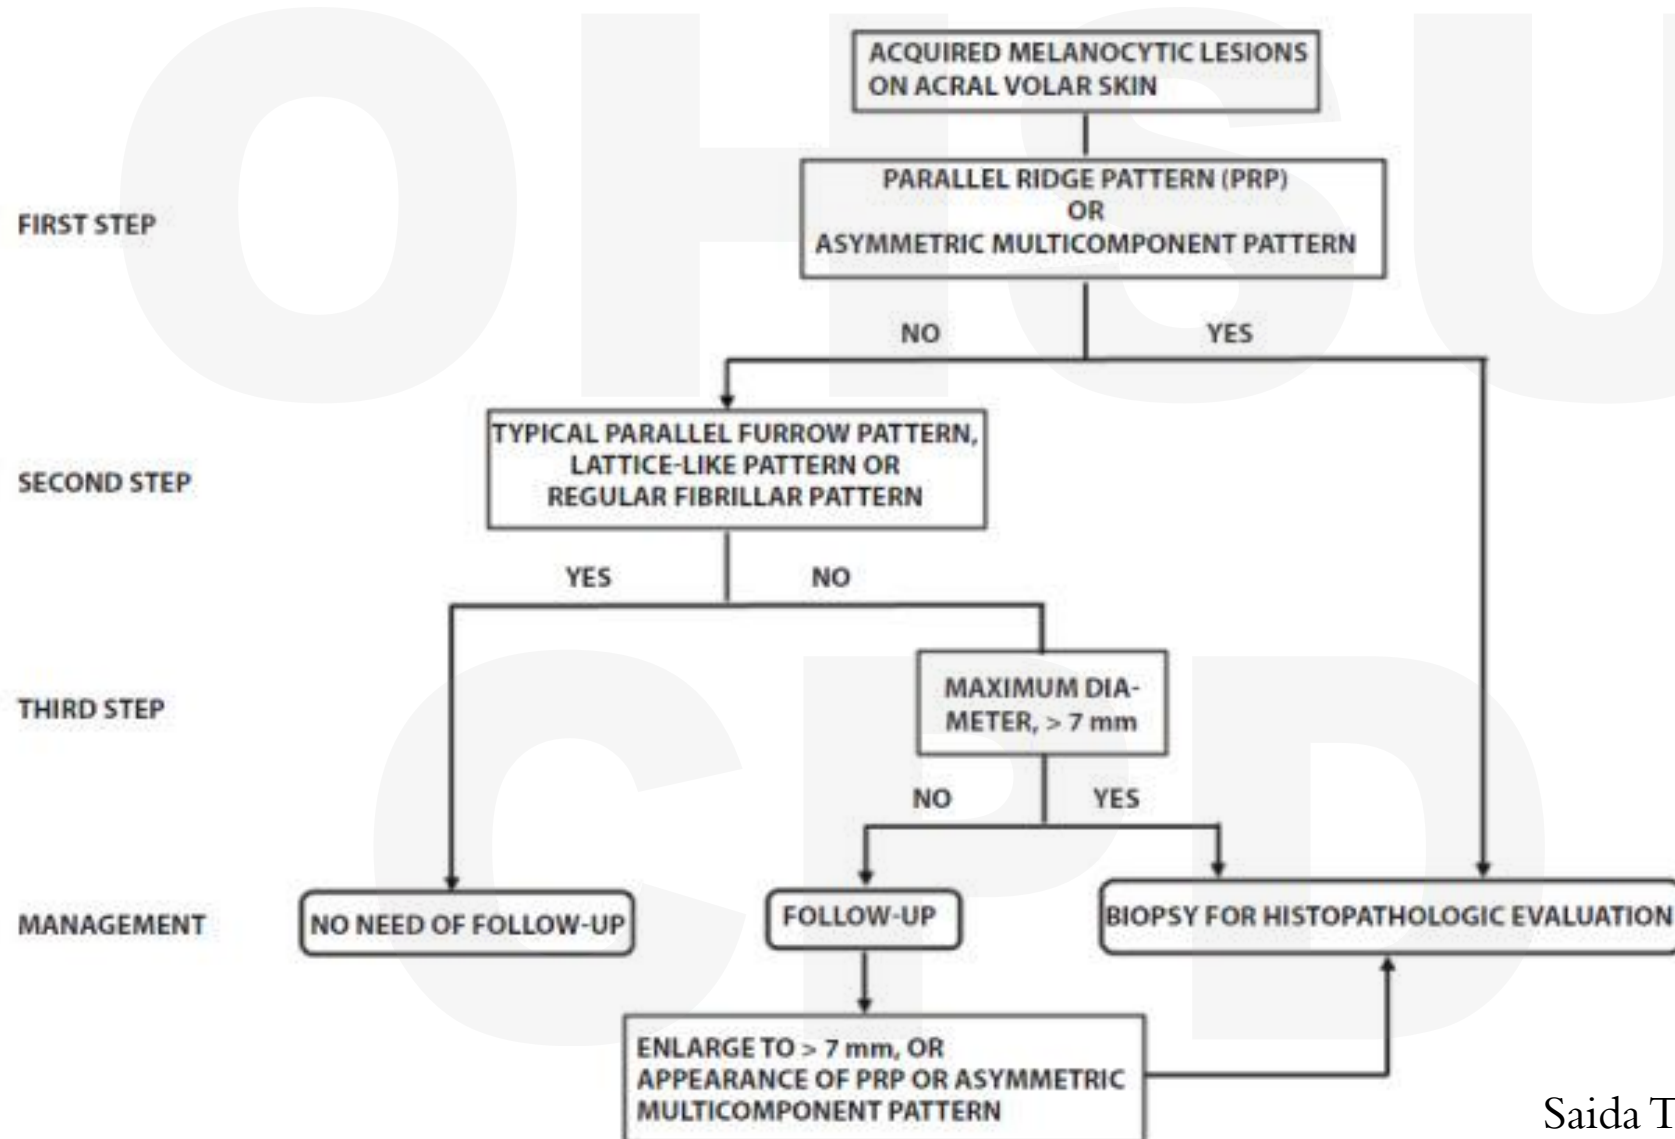 OHSU
CPD
ACQUIRED MELANOCYTIC LESIONS
ON ACRAL VOLAR SKIN
FIRST STEP
PARALLEL RIDGE PATTERN (PRP)
OR
ASYMMETRIC MULTICOMPONENT PATTERN
NO
YES
SECOND STEP
TYPICAL PARALLEL FURROW PATTERN,
LATTICE-LIKE PATTERN OR
REGULAR FIBRILLAR PATTERN
YES
NO
THIRD STEP
MAXIMUM DIA-
METER, > 7 mm
NO
YES
MANAGEMENT
NO NEED OF FOLLOW-UP
FOLLOW-UP
BIOPSY FOR HISTOPATHOLOGIC EVALUATION
ENLARGE TO > 7 mm, OR
APPEARANCE OF PRP OR ASYMMETRIC
MULTICOMPONENT PATTERN
Saida T